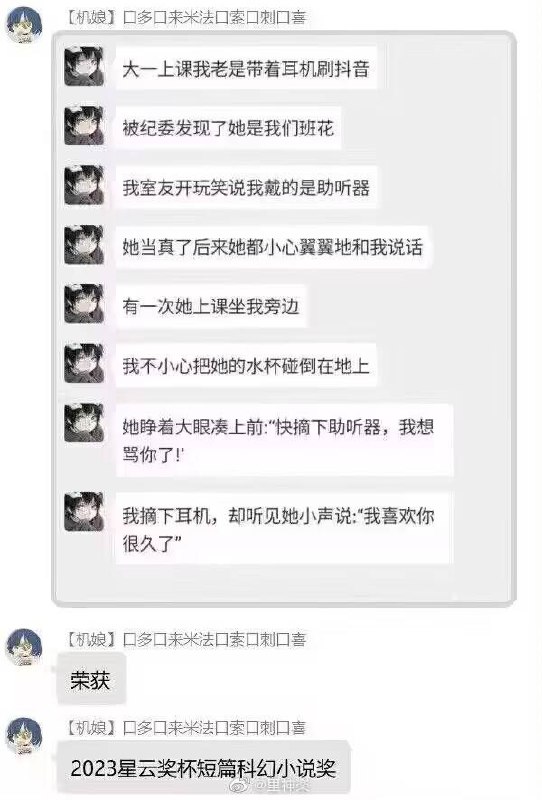 【机娘】口多口来米法口索口刺口喜
大一上课我老是带着耳机刷抖音
被纪委发现了她是我们班花
我室友开玩笑说我戴的是助听器
她当真了后来她都小心翼翼地和我说话
有一次她上课坐我旁边
我不小心把她的水杯碰倒在地上
她睁着大眼凑上前:“快摘下助听器，我想
骂你了!'
我摘下耳机，却听见她小声说:“我喜欢你
很久了”
【机娘】口多口来米法口索口刺口喜
荣获
【机娘】口多口来米法口索口刺口喜
2023星云奖杯短篇科幻小说奖